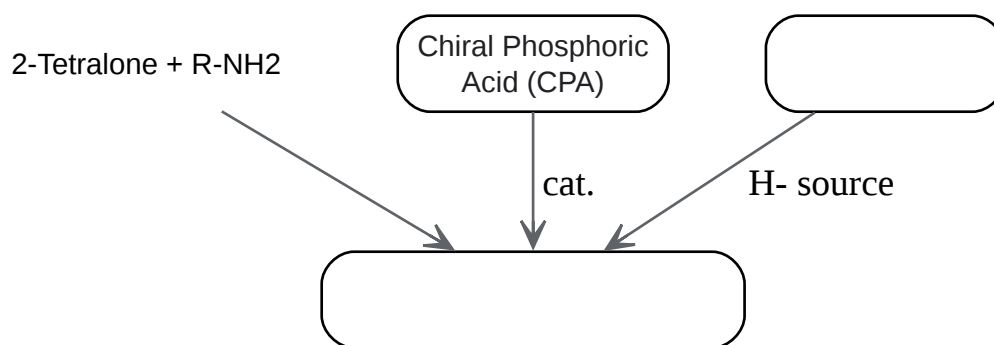 2-Tetralone + R-NH2
Chiral Phosphoric
Acid (CPA)
cat.
H- source